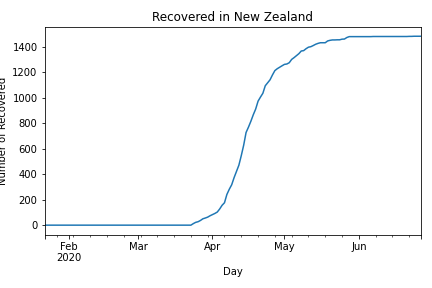 Recovered in New Zealand
Number of Recovered
1400
1200
1000
800
600
400
200
0
Feb
2020
Mar
Apr
May
Jun
Day